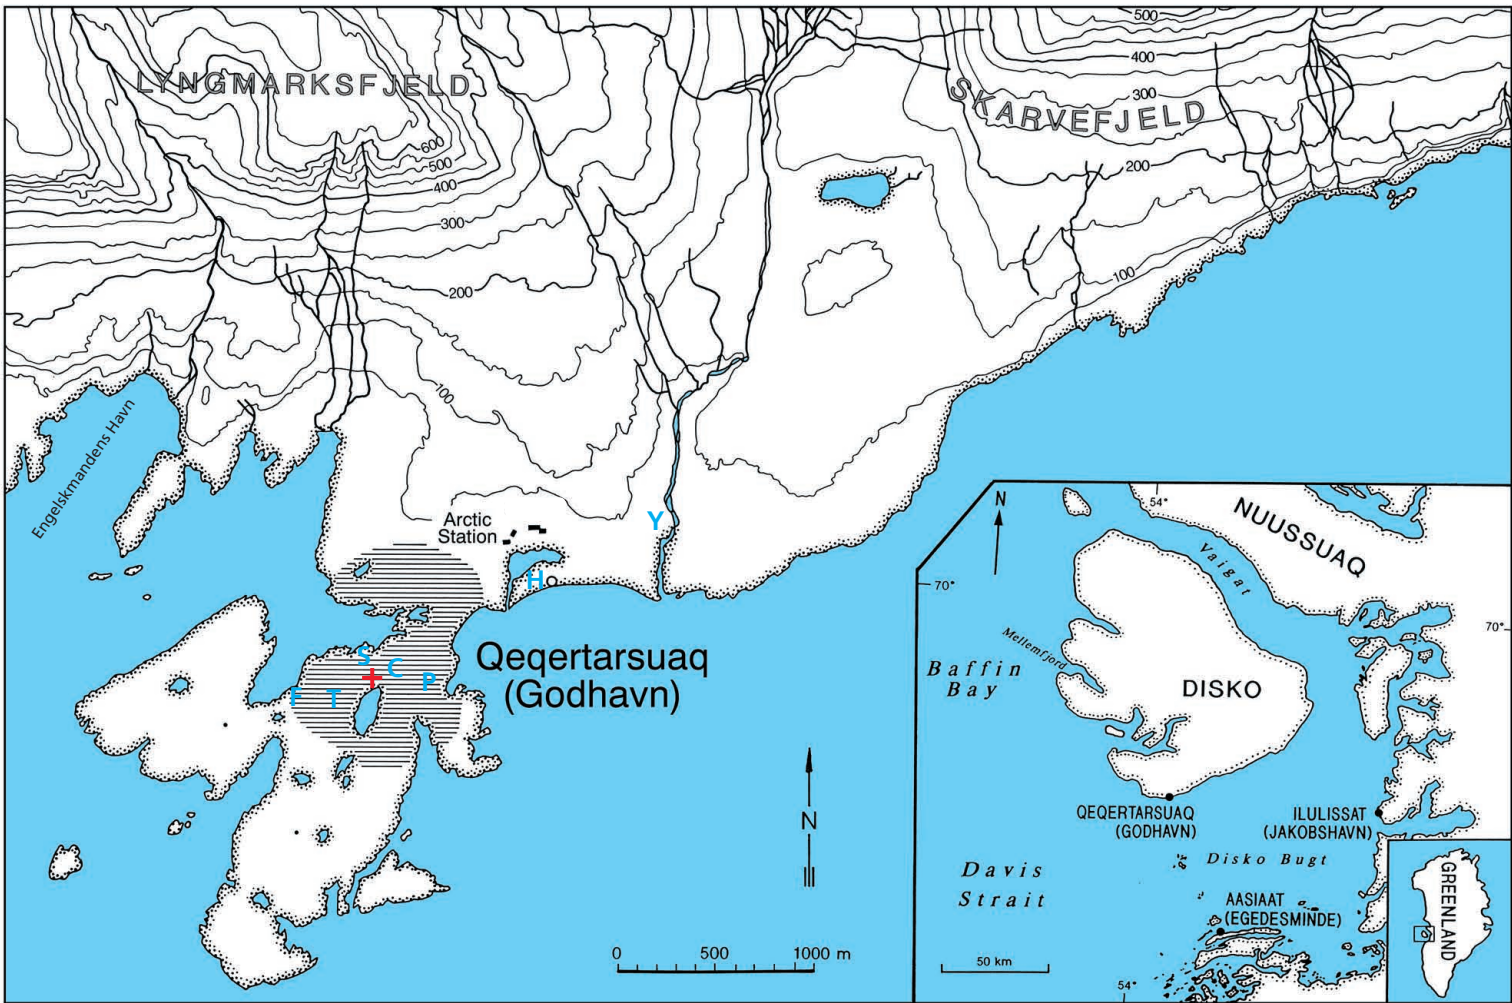 LYNGMARKSFJELD
SKARVEFJELD
500
400
300
200
100
600
500
400
300
200
100
Engelskmandens Havn
Arctic
Station
Y
H
S
C
P
F
T
Qeqertarsuaq
(Godhavn)
N
0 500 1000 m
N
54°
NUUSSUAQ
Vaigat
70°
70°
Mellemfjord
Baffin
Bay
DISKO
QEQERTARSUAQ
(GODHAVN)
ILULISSAT
(JAKOBSHAVN)
Disko Bugt
Davis
Strait
AASIAAT
(EGEDESMINDE)
50 km
54°
GREENLAND